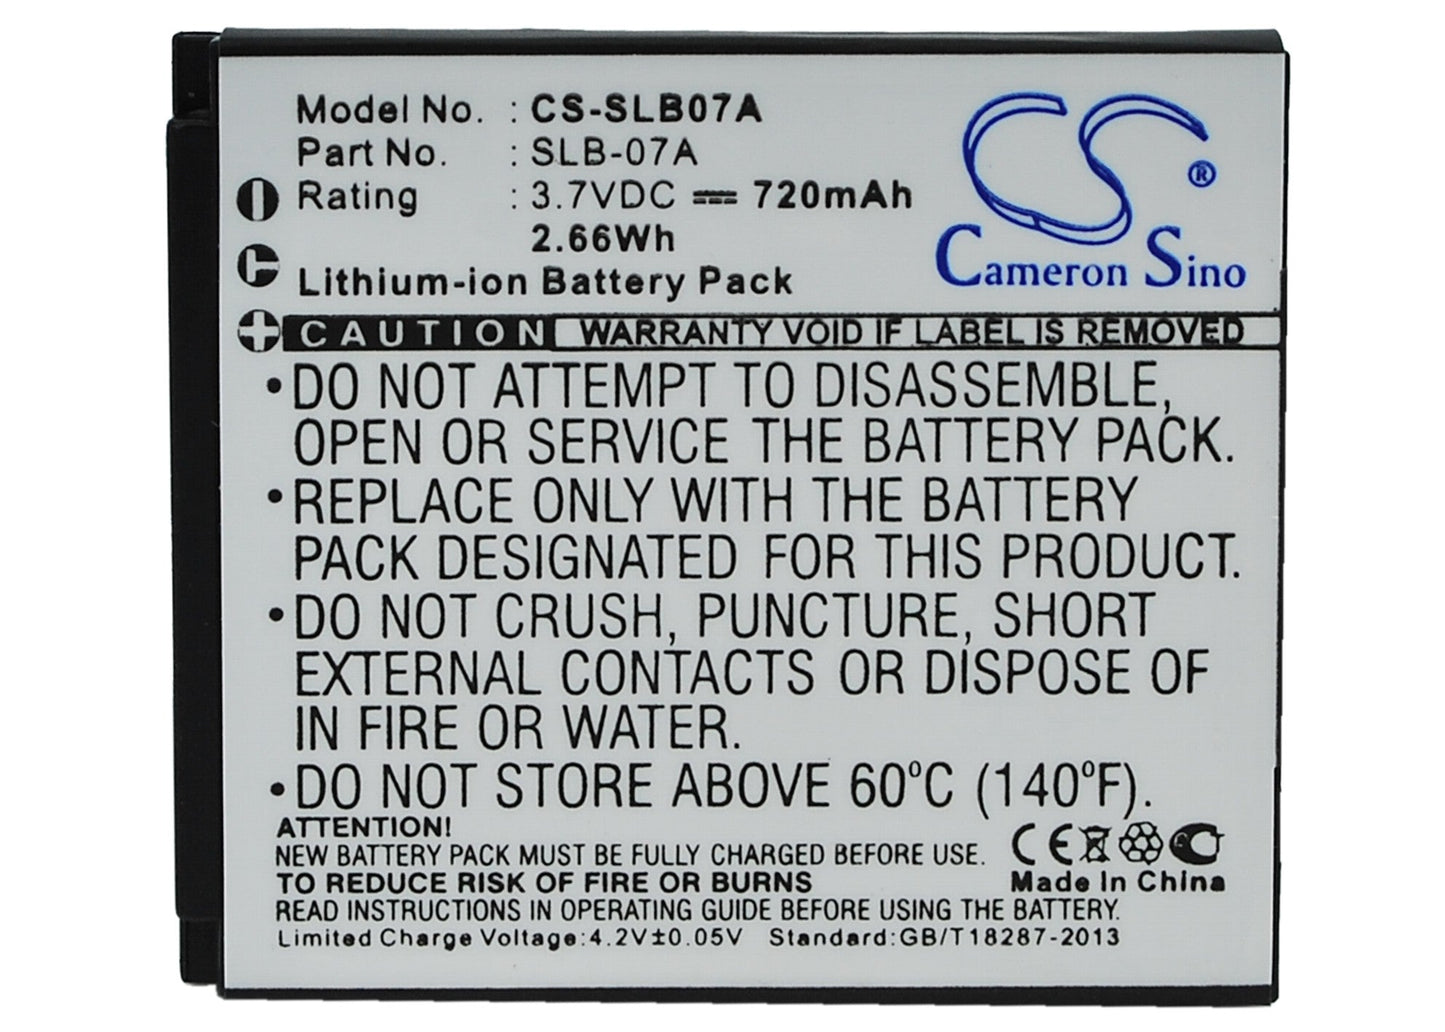 Model No. : CS-SLB07A
Part No. : SLB-07A
Rating : 3.7VDC ⎓ 720mAh
2.66Wh
Lithium-ion Battery Pack
CS ®
Cameron Sino
− C +
CAUTION WARRANTY VOID IF LABEL IS REMOVED
•DO NOT ATTEMPT TO DISASSEMBLE,
OPEN OR SERVICE THE BATTERY PACK.
•REPLACE ONLY WITH THE BATTERY
PACK DESIGNATED FOR THIS PRODUCT.
•DO NOT CRUSH, PUNCTURE, SHORT
EXTERNAL CONTACTS OR DISPOSE OF
IN FIRE OR WATER.
•DO NOT STORE ABOVE 60°C (140°F).
ATTENTION!
NEW BATTERY PACK MUST BE FULLY CHARGED BEFORE USE.
TO REDUCE RISK OF FIRE OR BURNS
READ INSTRUCTIONS IN OPERATING GUIDE BEFORE USING THE BATTERY.
Limited Charge Voltage:4.2V±0.05V Standard:GB/T18287-2013
CE
Made In China